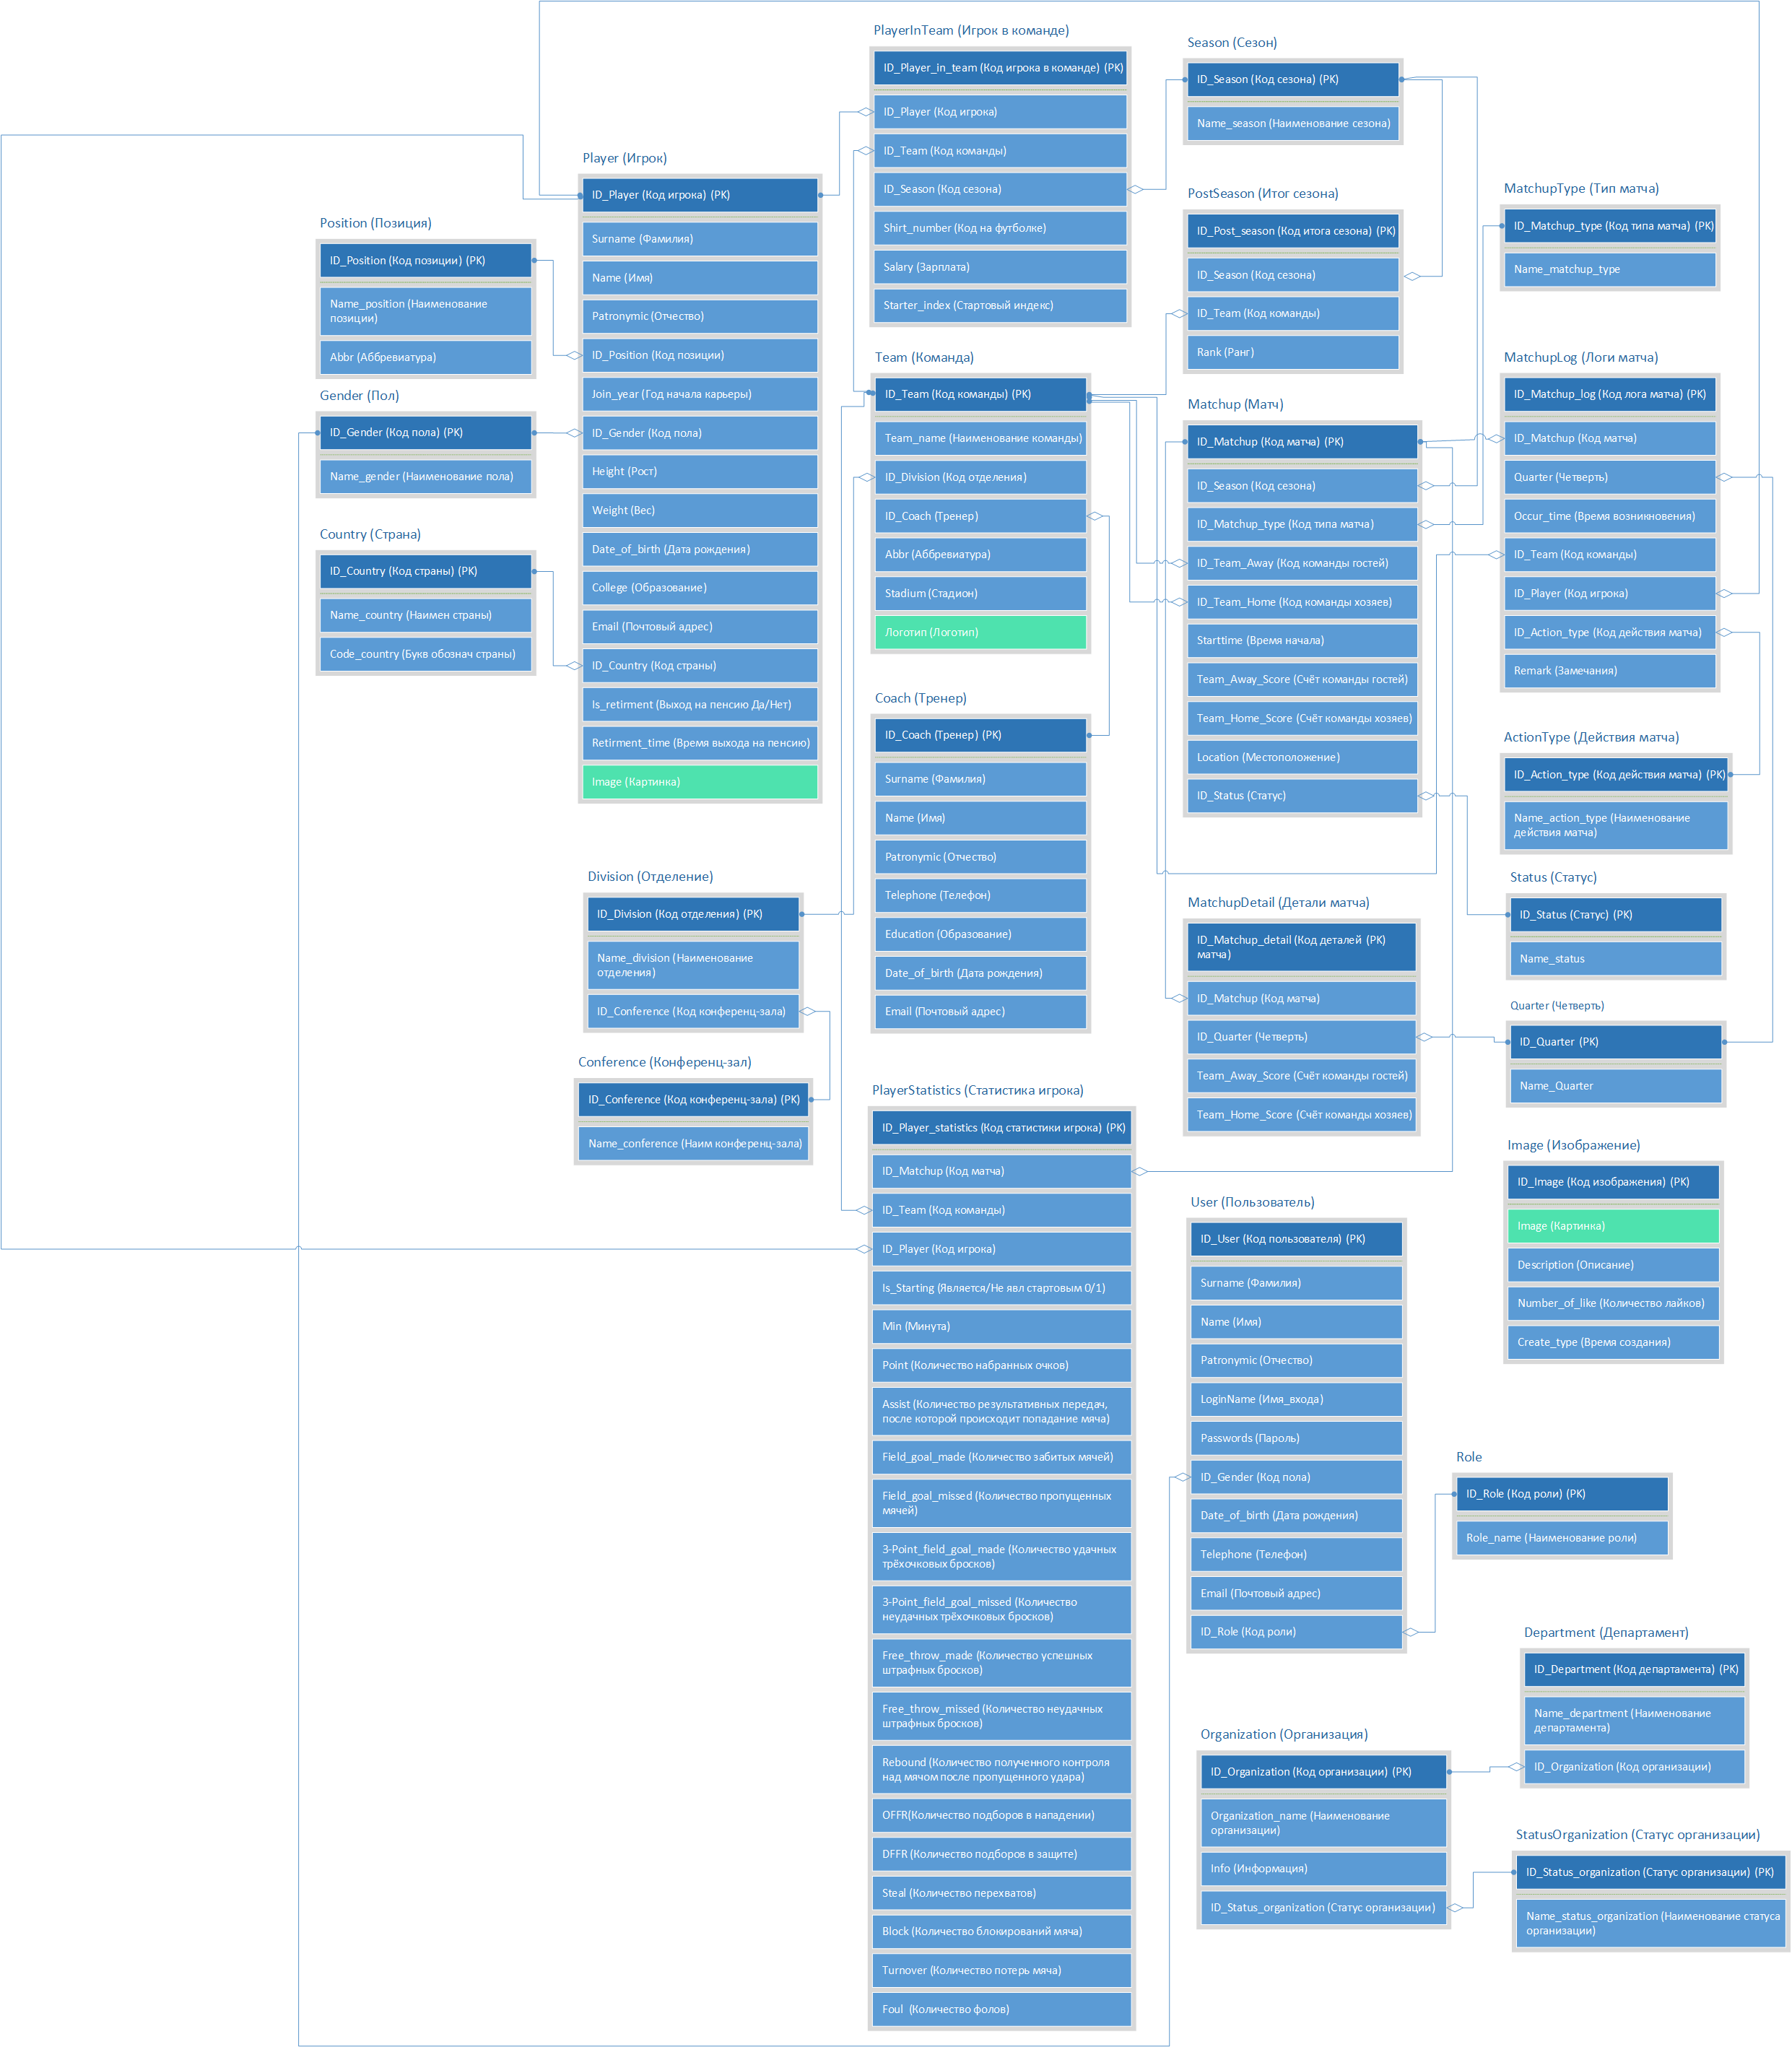 PlayerInTeam (Игрок в команде)
ID_Player_in_team (Код игрока в команде) (PK)
ID_Player (Код игрока)
ID_Team (Код команды)
ID_Season (Код сезона)
Shirt_number (Код на футболке)
Salary (Зарплата)
Starter_index (Стартовый индекс)
Season (Сезон)
ID_Season (Код сезона) (PK)
Name_season (Наименование сезона)
Player (Игрок)
ID_Player (Код игрока) (PK)
Surname (Фамилия)
Name (Имя)
Patronymic (Отчество)
ID_Position (Код позиции)
Join_year (Год начала карьеры)
ID_Gender (Код пола)
Height (Рост)
Weight (Вес)
Date_of_birth (Дата рождения)
College (Образование)
Email (Почтовый адрес)
ID_Country (Код страны)
Is_retirment (Выход на пенсию Да/Нет)
Retirment_time (Время выхода на пенсию)
Image (Картинка)
PostSeason (Итог сезона)
ID_Post_season (Код итога сезона) (PK)
ID_Season (Код сезона)
ID_Team (Код команды)
Rank (Ранг)
MatchupType (Тип матча)
ID_Matchup_type (Код типа матча) (PK)
Name_matchup_type
Position (Позиция)
ID_Position (Код позиции) (PK)
Name_position (Наименование
позиции)
Abbr (Аббревиатура)
Gender (Пол)
ID_Gender (Код пола) (PK)
Name_gender (Наименование пола)
Country (Страна)
ID_Country (Код страны) (PK)
Name_country (Наимен страны)
Code_country (Букв обознач страны)
Team (Команда)
ID_Team (Код команды) (PK)
Team_name (Наименование команды)
ID_Division (Код отделения)
ID_Coach (Тренер)
Abbr (Аббревиатура)
Stadium (Стадион)
Логотип (Логотип)
Matchup (Матч)
ID_Matchup (Код матча) (PK)
ID_Season (Код сезона)
ID_Matchup_type (Код типа матча)
ID_Team_Away (Код команды гостей)
ID_Team_Home (Код команды хозяев)
Starttime (Время начала)
Team_Away_Score (Счёт команды гостей)
Team_Home_Score (Счёт команды хозяев)
Location (Местоположение)
ID_Status (Статус)
MatchupLog (Логи матча)
ID_Matchup_log (Код лога матча) (PK)
ID_Matchup (Код матча)
Quarter (Четверть)
Occur_time (Время возникновения)
ID_Team (Код команды)
ID_Player (Код игрока)
ID_Action_type (Код действия матча)
Remark (Замечания)
Coach (Тренер)
ID_Coach (Тренер) (PK)
Surname (Фамилия)
Name (Имя)
Patronymic (Отчество)
Telephone (Телефон)
Education (Образование)
Date_of_birth (Дата рождения)
Email (Почтовый адрес)
ActionType (Действия матча)
ID_Action_type (Код действия матча) (PK)
Name_action_type (Наименование
действия матча)
Division (Отделение)
ID_Division (Код отделения) (PK)
Name_division (Наименование
отделения)
ID_Conference (Код конференц-зала)
Status (Статус)
ID_Status (Статус) (PK)
Name_status
MatchupDetail (Детали матча)
ID_Matchup_detail (Код деталей (PK)
матча)
ID_Matchup (Код матча)
ID_Quarter (Четверть)
Team_Away_Score (Счёт команды гостей)
Team_Home_Score (Счёт команды хозяев)
Quarter (Четверть)
ID_Quarter (PK)
Name_Quarter
Conference (Конференц-зал)
ID_Conference (Код конференц-зала) (PK)
Name_conference (Наим конференц-зала)
PlayerStatistics (Статистика игрока)
ID_Player_statistics (Код статистики игрока) (PK)
ID_Matchup (Код матча)
ID_Team (Код команды)
ID_Player (Код игрока)
Is_Starting (Является/Не явл стартовым 0/1)
Min (Минута)
Point (Количество набранных очков)
Assist (Количество результативных передач,
после которой происходит попадание мяча)
Field_goal_made (Количество забитых мячей)
Field_goal_missed (Количество пропущенных
мячей)
3-Point_field_goal_made (Количество удачных
трёхочковых бросков)
3-Point_field_goal_missed (Количество
неудачных трёхочковых бросков)
Free_throw_made (Количество успешных
штрафных бросков)
Free_throw_missed (Количество неудачных
штрафных бросков)
Rebound (Количество полученного контроля
над мячом после пропущенного удара)
OFFR(Количество подборов в нападении)
DFFR (Количество подборов в защите)
Steal (Количество перехватов)
Block (Количество блокирований мяча)
Turnover (Количество потерь мяча)
Foul (Количество фолов)
Image (Изображение)
ID_Image (Код изображения) (PK)
Image (Картинка)
Description (Описание)
Number_of_like (Количество лайков)
Create_type (Время создания)
User (Пользователь)
ID_User (Код пользователя) (PK)
Surname (Фамилия)
Name (Имя)
Patronymic (Отчество)
LoginName (Имя_входа)
Passwords (Пароль)
ID_Gender (Код пола)
Date_of_birth (Дата рождения)
Telephone (Телефон)
Email (Почтовый адрес)
ID_Role (Код роли)
Role
ID_Role (Код роли) (PK)
Role_name (Наименование роли)
Department (Департамент)
ID_Department (Код департамента) (PK)
Name_department (Наименование
департамента)
ID_Organization (Код организации)
Organization (Организация)
ID_Organization (Код организации) (PK)
Organization_name (Наименование
организации)
Info (Информация)
ID_Status_organization (Статус организации)
StatusOrganization (Статус организации)
ID_Status_organization (Статус организации) (PK)
Name_status_organization (Наименование статуса
организации)